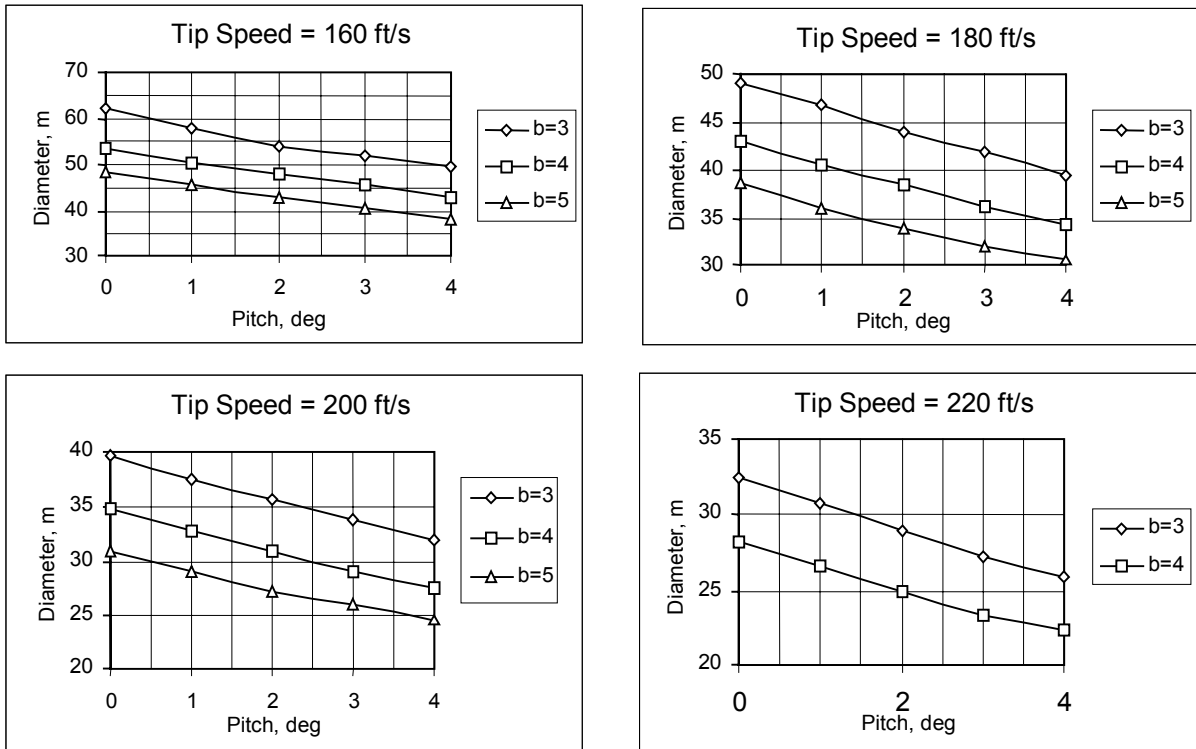 Tip Speed = 160 ft/s
70
60
50
40
30
Diameter, m
0 1 2 3 4
Pitch, deg
b=3
b=4
b=5
Tip Speed = 180 ft/s
50
45
40
35
30
Diameter, m
0 1 2 3 4
Pitch, deg
b=3
b=4
b=5
Tip Speed = 200 ft/s
40
35
30
25
20
Diameter, m
0 1 2 3 4
Pitch, deg
b=3
b=4
b=5
Tip Speed = 220 ft/s
35
30
25
20
Diameter, m
0 2 4
Pitch, deg
b=3
b=4